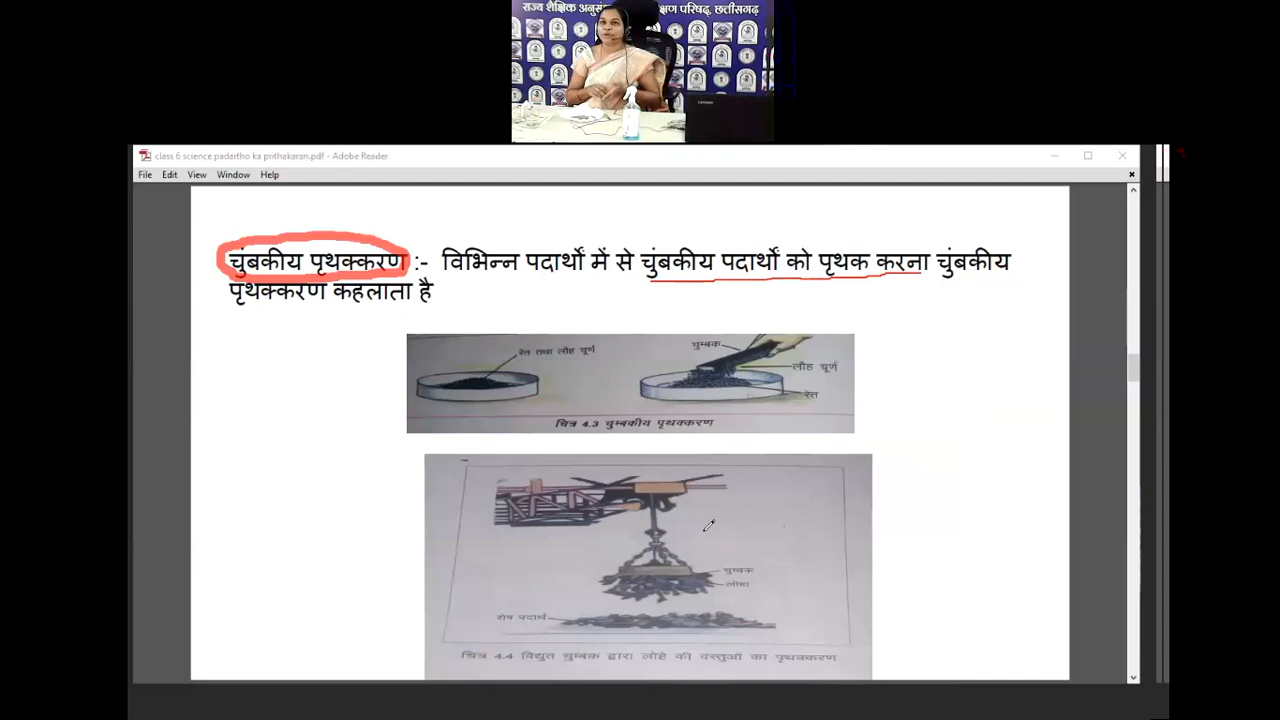 राज्य शैक्षिक अनुसं क्षण परिषद्, छत्तीसगढ़
Lenovo
class 6 science padartho ka prithakaran.pdf - Adobe Reader
File Edit View Window Help
चुंबकीय पृथक्करण :- विभिन्न पदार्थों में से चुंबकीय पदार्थों को पृथक करना चुंबकीय
पृथक्करण कहलाता है
रेत तथा लौह चूर्ण
चुम्बक
लौह चूर्ण
रेत
चित्र 4.3 चुम्बकीय पृथक्करण
चुम्बक
लोहा
शेष पदार्थ
चित्र 4.4 विद्युत चुम्बक द्वारा लोहे की वस्तुओं का पृथक्करण